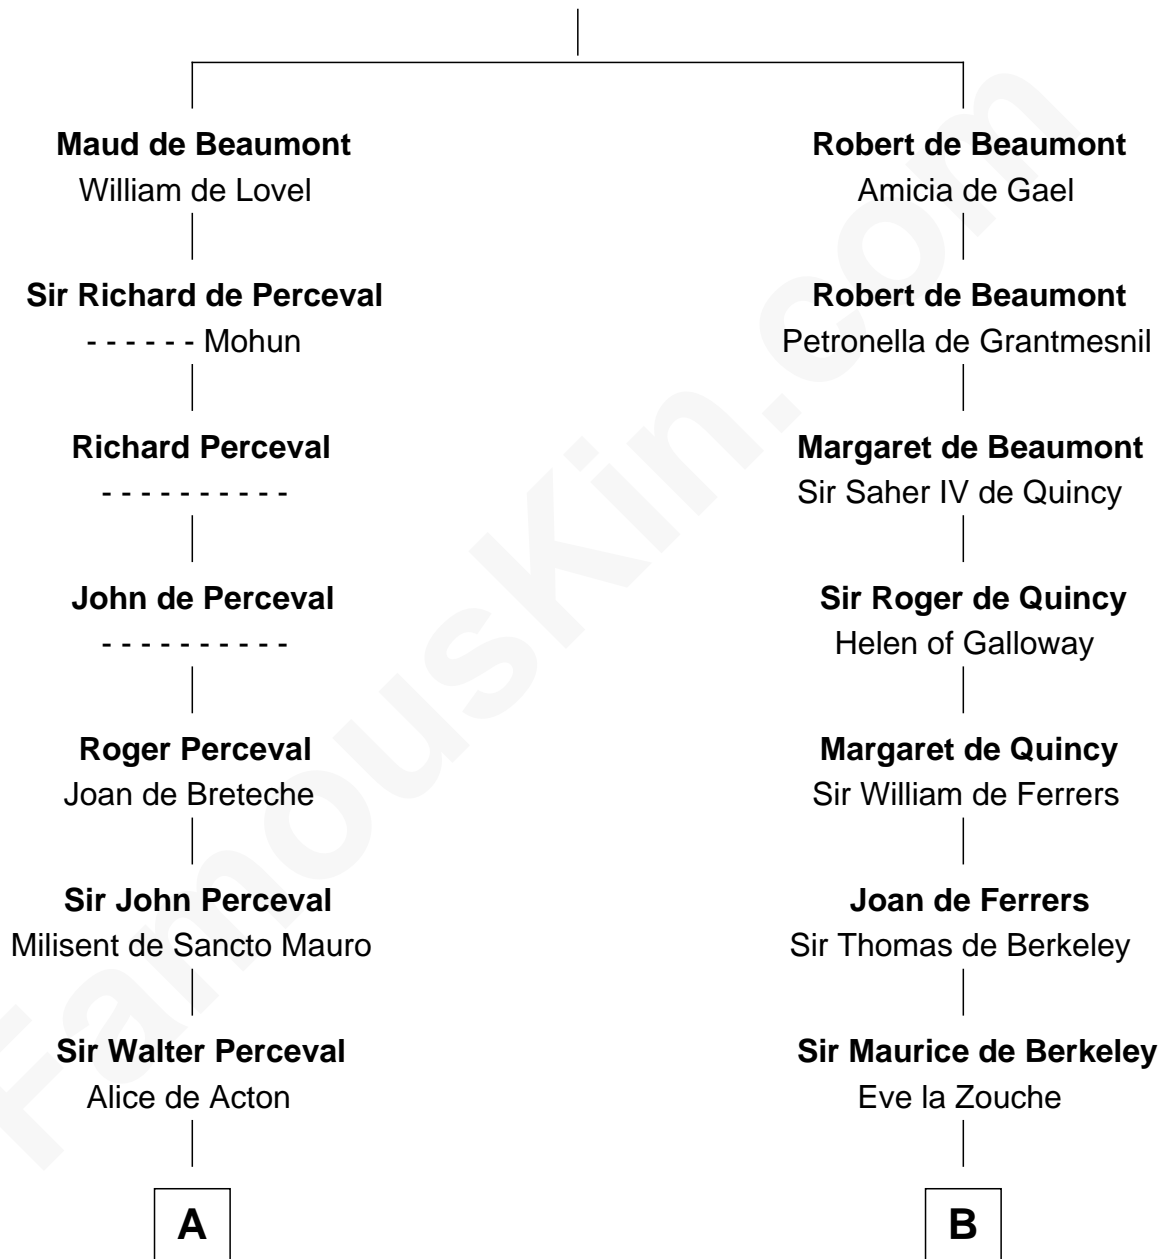 Maud de Beaumont
William de Lovel
Sir Richard de Perceval
- - - - - - Mohun
Richard Perceval
- - - - - - - - - -
John de Perceval
- - - - - - - - - -
Roger Perceval
Joan de Breteche
Sir John Perceval
Milisent de Sancto Mauro
Sir Walter Perceval
Alice de Acton
A
Robert de Beaumont
Amicia de Gael
Robert de Beaumont
Petronella de Grantmesnil
Margaret de Beaumont
Sir Saher IV de Quincy
Sir Roger de Quincy
Helen of Galloway
Margaret de Quincy
Sir William de Ferrers
Joan de Ferrers
Sir Thomas de Berkeley
Sir Maurice de Berkeley
Eve la Zouche
B
FamousKin.com